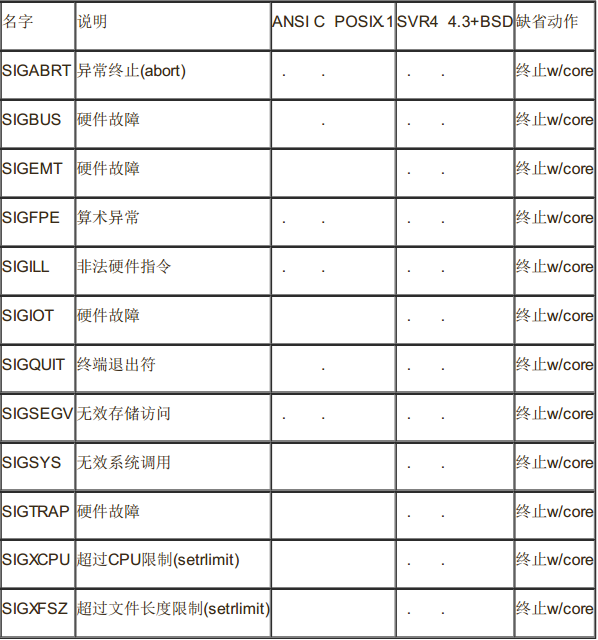 名字 说明 ANSI C POSIX.1 SVR4 4.3+BSD 缺省动作
SIGABRT 异常终止(abort) . . . . 终止w/core
SIGBUS 硬件故障 . . . 终止w/core
SIGEMT 硬件故障 . . 终止w/core
SIGFPE 算术异常 . . . . 终止w/core
SIGILL 非法硬件指令 . . . . 终止w/core
SIGIOT 硬件故障 . . 终止w/core
SIGQUIT 终端退出符 . . . 终止w/core
SIGSEGV 无效存储访问 . . . . 终止w/core
SIGSYS 无效系统调用 . . 终止w/core
SIGTRAP 硬件故障 . . 终止w/core
SIGXCPU 超过CPU限制(setrlimit) . . 终止w/core
SIGXFSZ 超过文件长度限制(setrlimit) . . 终止w/core